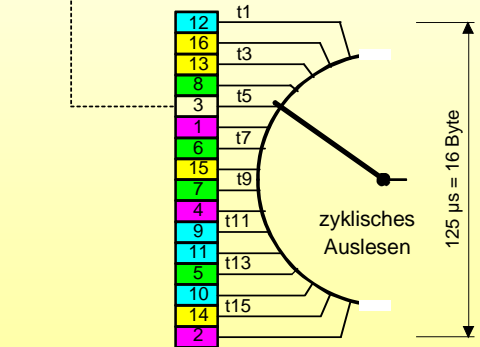 12 t1
16
13 t3
8
3 t5
1
6 t7
15
7 t9
4
9 t11
11
5 t13
10
14 t15
2
zyklisches
Auslesen
125 µs = 16 Byte